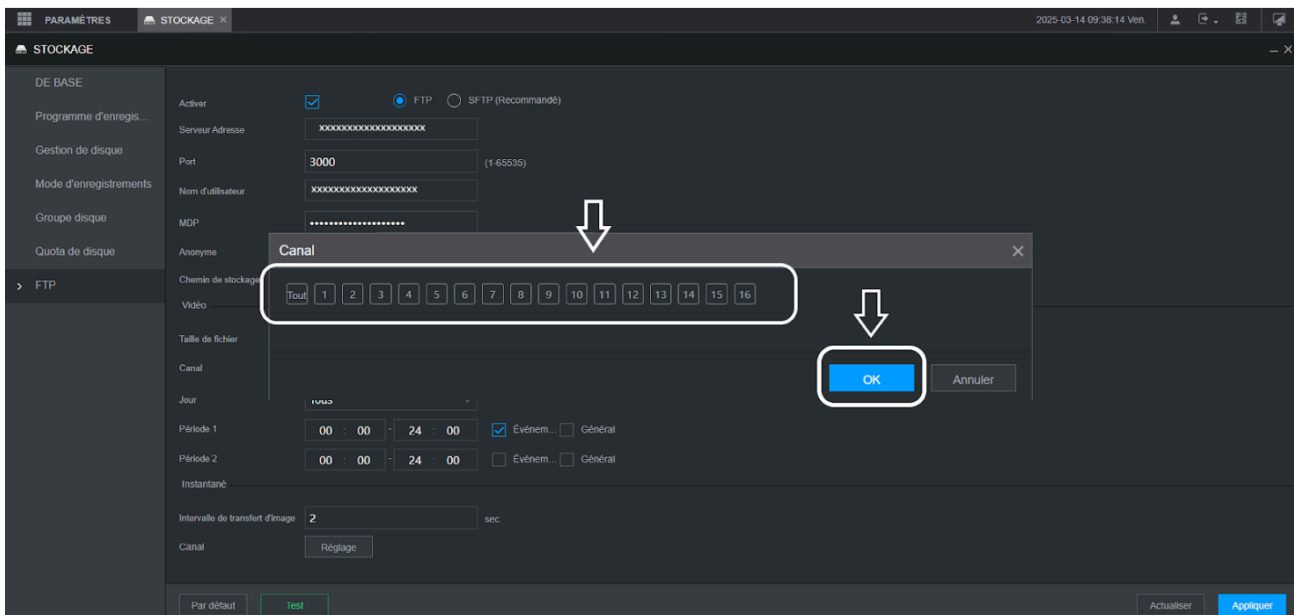 PARAMÈTRES STOCKAGE × 2025-03-14 09:38:14 Ven.
STOCKAGE
DE BASE
Programme d'enregis...
Gestion de disque
Mode d'enregistrements
Groupe disque
Quota de disque
FTP
Activer FTP SFTP (Recommandé)
Serveur Adresse xxxxxxxxxxxxxxxxxxx
Port 3000 (1-65535)
Nom d'utilisateur xxxxxxxxxxxxxxxxxxx
MDP ••••••••••••••••••••
Anonyme
Chemin de stockage
Canal
Tout 1 2 3 4 5 6 7 8 9 10 11 12 13 14 15 16
OK Annuler
Vidéo
Taille de fichier
Canal
Jour Tous
Période 1 00 : 00 - 24 : 00 Événem... Général
Période 2 00 : 00 - 24 : 00 Événem... Général
Instantané
Intervalle de transfert d'image 2 sec.
Canal Réglage
Par défaut Test Actualiser Appliquer